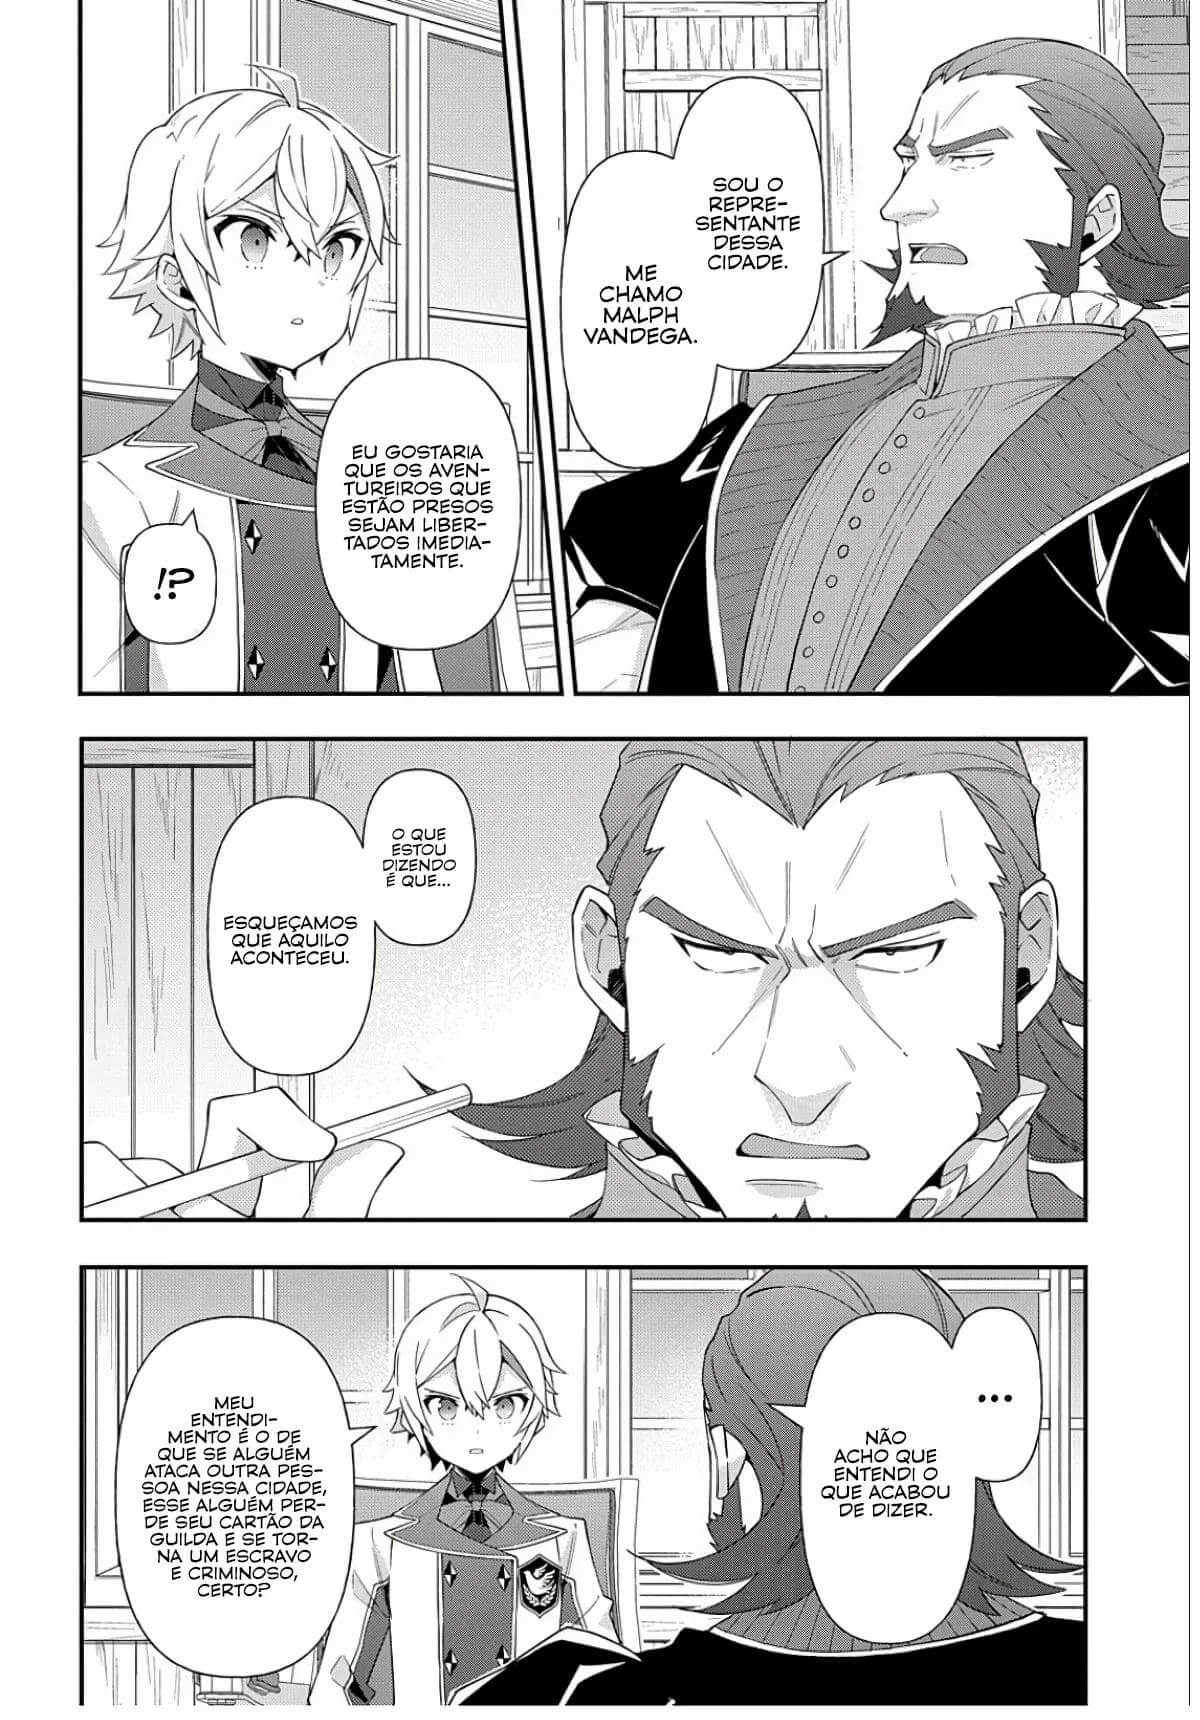 SOU O
REPRE-
SENTANTE
DESSA
CIDADE.
ME
CHAMO
MALPH
VANDEGA.
EU GOSTARIA
QUE OS AVEN-
TUREIROS QUE
ESTÃO PRESOS
SEJAM LIBER-
TADOS IMEDIA-
TAMENTE.
!?
O QUE
ESTOU
DIZENDO
É QUE...
ESQUEÇAMOS
QUE AQUILO
ACONTECEU.
...
NÃO
ACHO QUE
ENTENDI O
QUE ACABOU
DE DIZER.
MEU
ENTENDI-
MENTO É O DE
QUE SE ALGUÉM
ATACA OUTRA PES-
SOA NESSA CIDADE,
ESSE ALGUÉM PER-
DE SEU CARTÃO DA
GUILDA E SE TOR-
NA UM ESCRAVO
E CRIMINOSO,
CERTO?